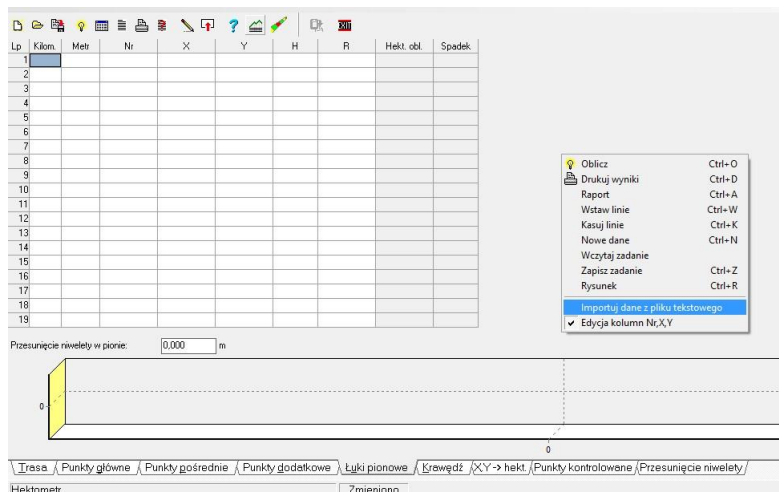 Lp Kilom. Metr Nr X Y H R Hekt. obl. Spadek
1
2
3
4
5
6
7
8
9
10
11
12
13
14
15
16
17
18
19
Oblicz Ctrl+O
Drukuj wyniki Ctrl+D
Raport Ctrl+A
Wstaw linie Ctrl+W
Kasuj linie Ctrl+K
Nowe dane Ctrl+N
Wczytaj zadanie
Zapisz zadanie Ctrl+Z
Rysunek Ctrl+R
Importuj dane z pliku tekstowego
Edycja kolumn Nr,X,Y
Przesunięcie niwelety w pionie: 0,000 m
0
0
Trasa Punkty główne Punkty pośrednie Punkty dodatkowe Łuki pionowe Krawędź X,Y -> hekt. Punkty kontrolowane Przesunięcie niwelety
Hektometr Zmieniono